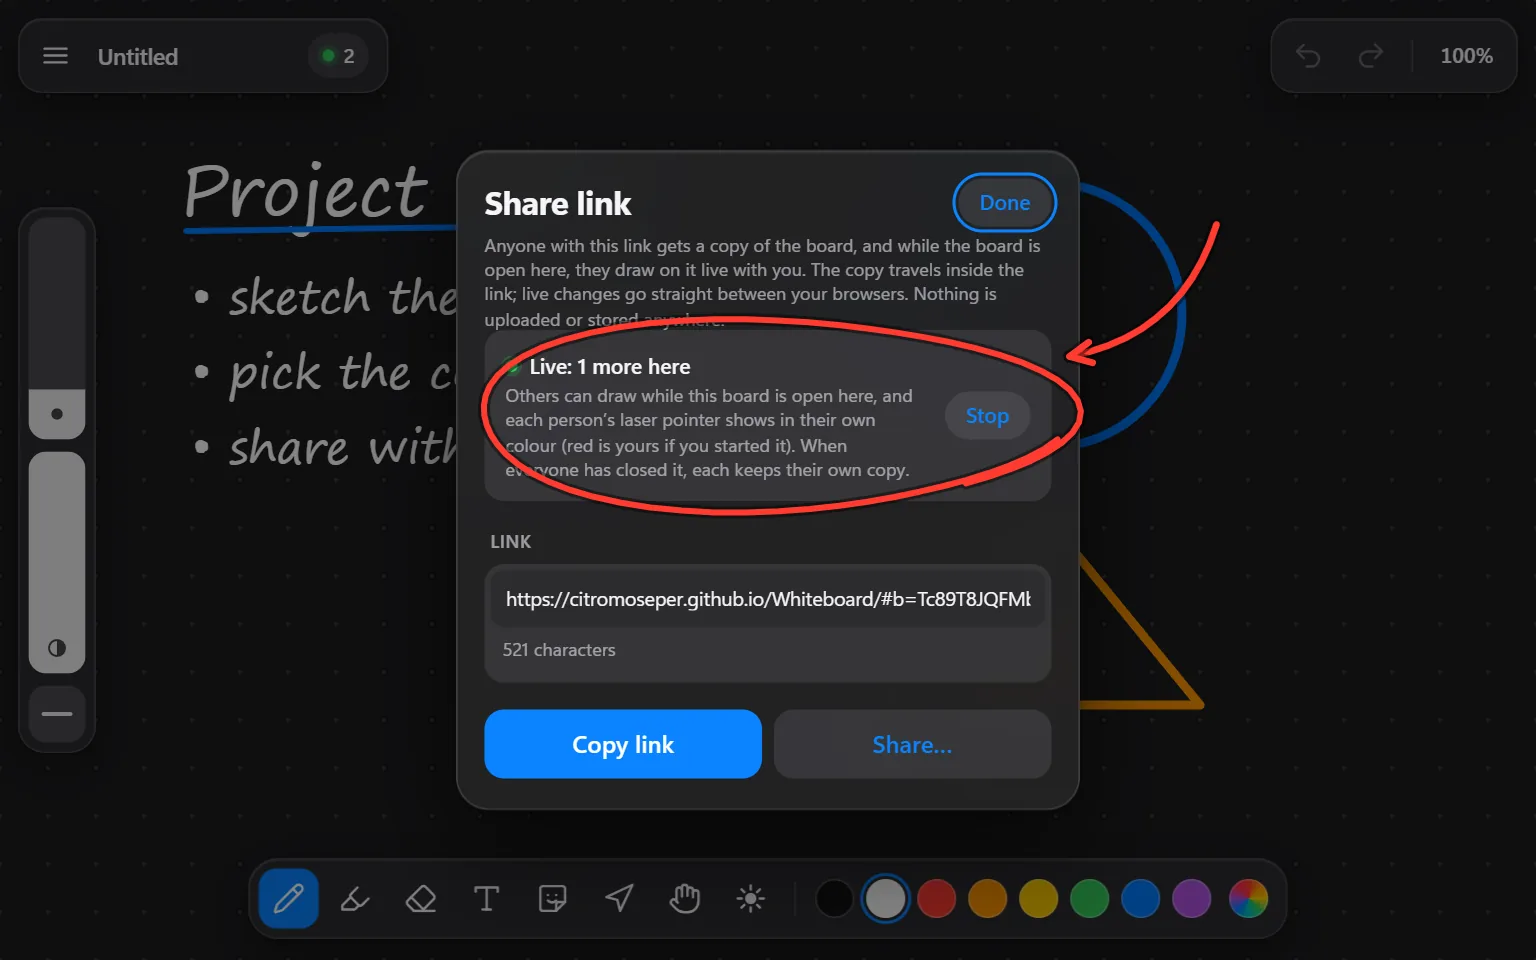 Untitled
2
100%
Project
• sketch the
• pick the
• share with
Share link
Done
Anyone with this link gets a copy of the board, and while the board is
open here, they draw on it live with you. The copy travels inside the
link; live changes go straight between your browsers. Nothing is
uploaded or stored anywhere.
Live: 1 more here
Others can draw while this board is open here, and
each person’s laser pointer shows in their own
colour (red is yours if you started it). When
everyone has closed it, each keeps their own copy.
Stop
LINK
https://citromoseper.github.io/Whiteboard/#b=Tc89T8JQFM
521 characters
Copy link
Share...
T